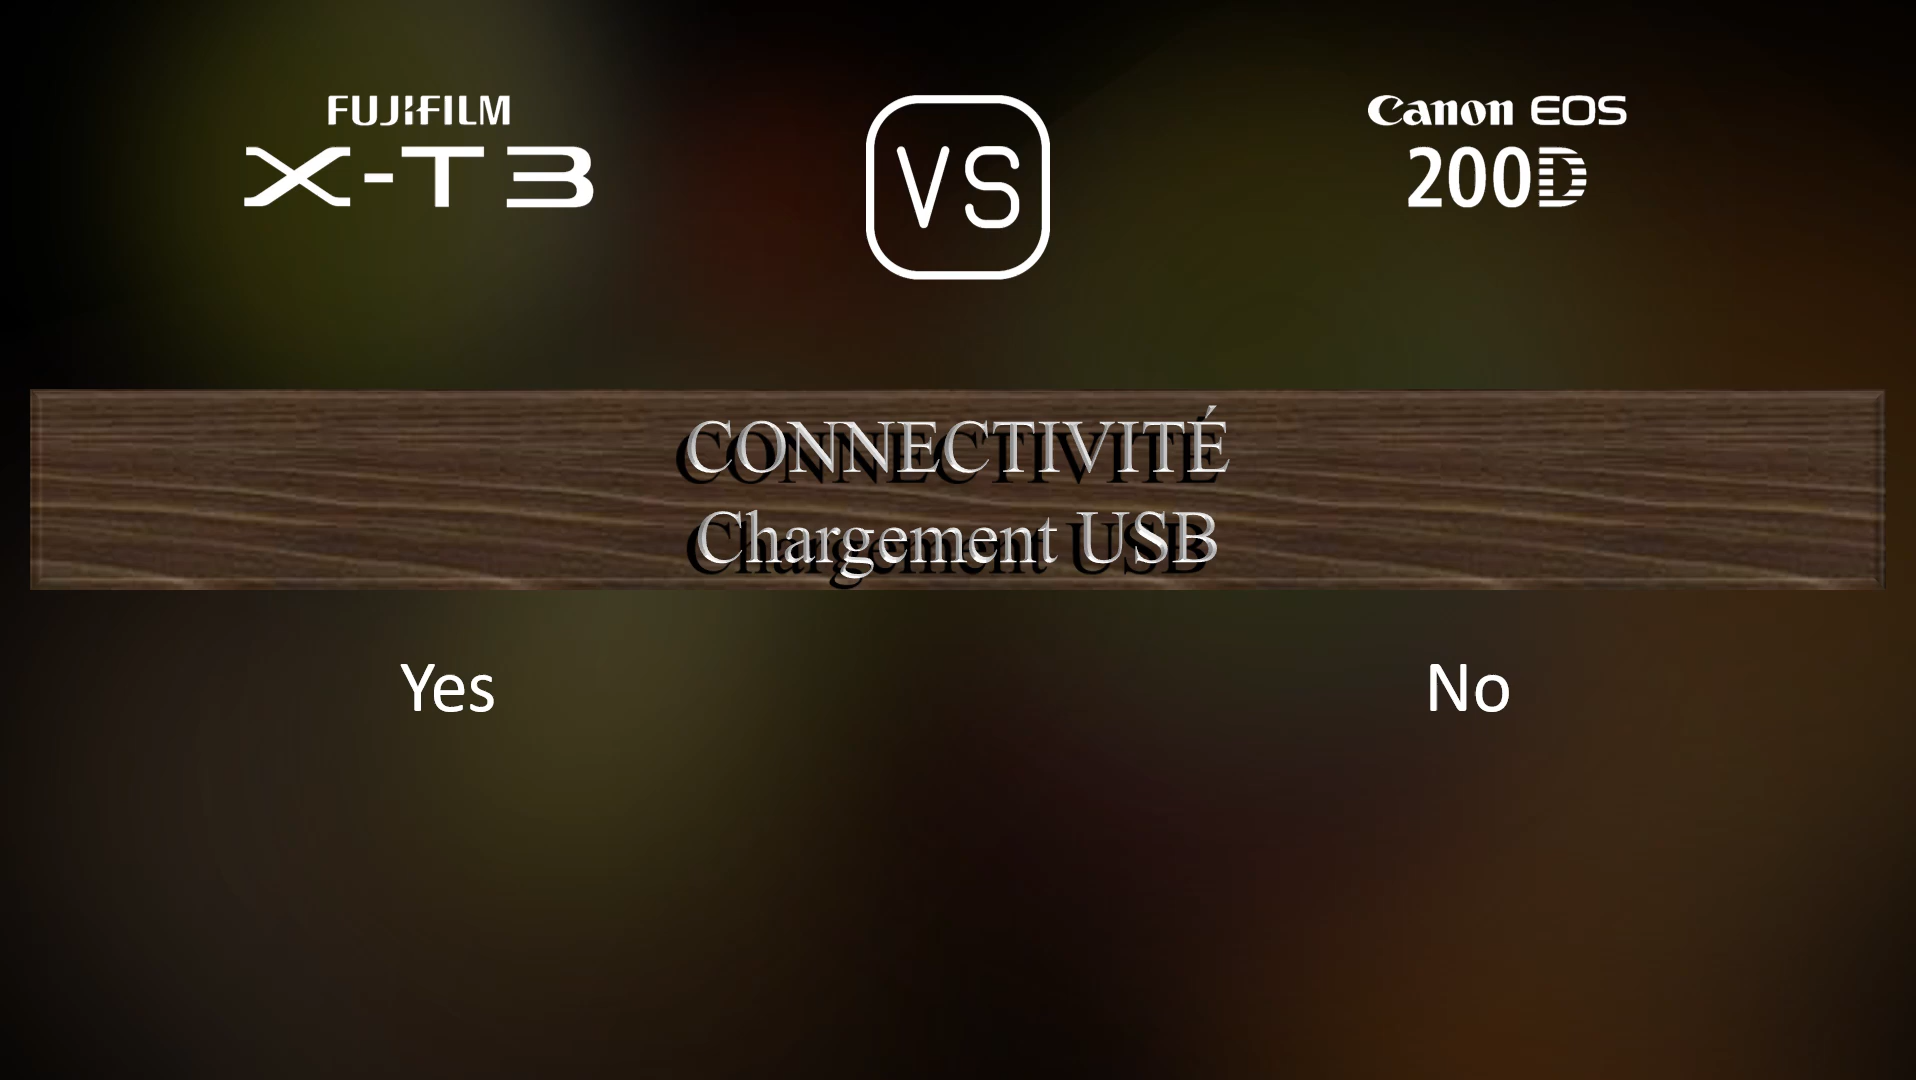 FUJIFILM
X-T3
VS
Canon EOS
200D
CONNECTIVITÉ
Chargement USB
Yes
No